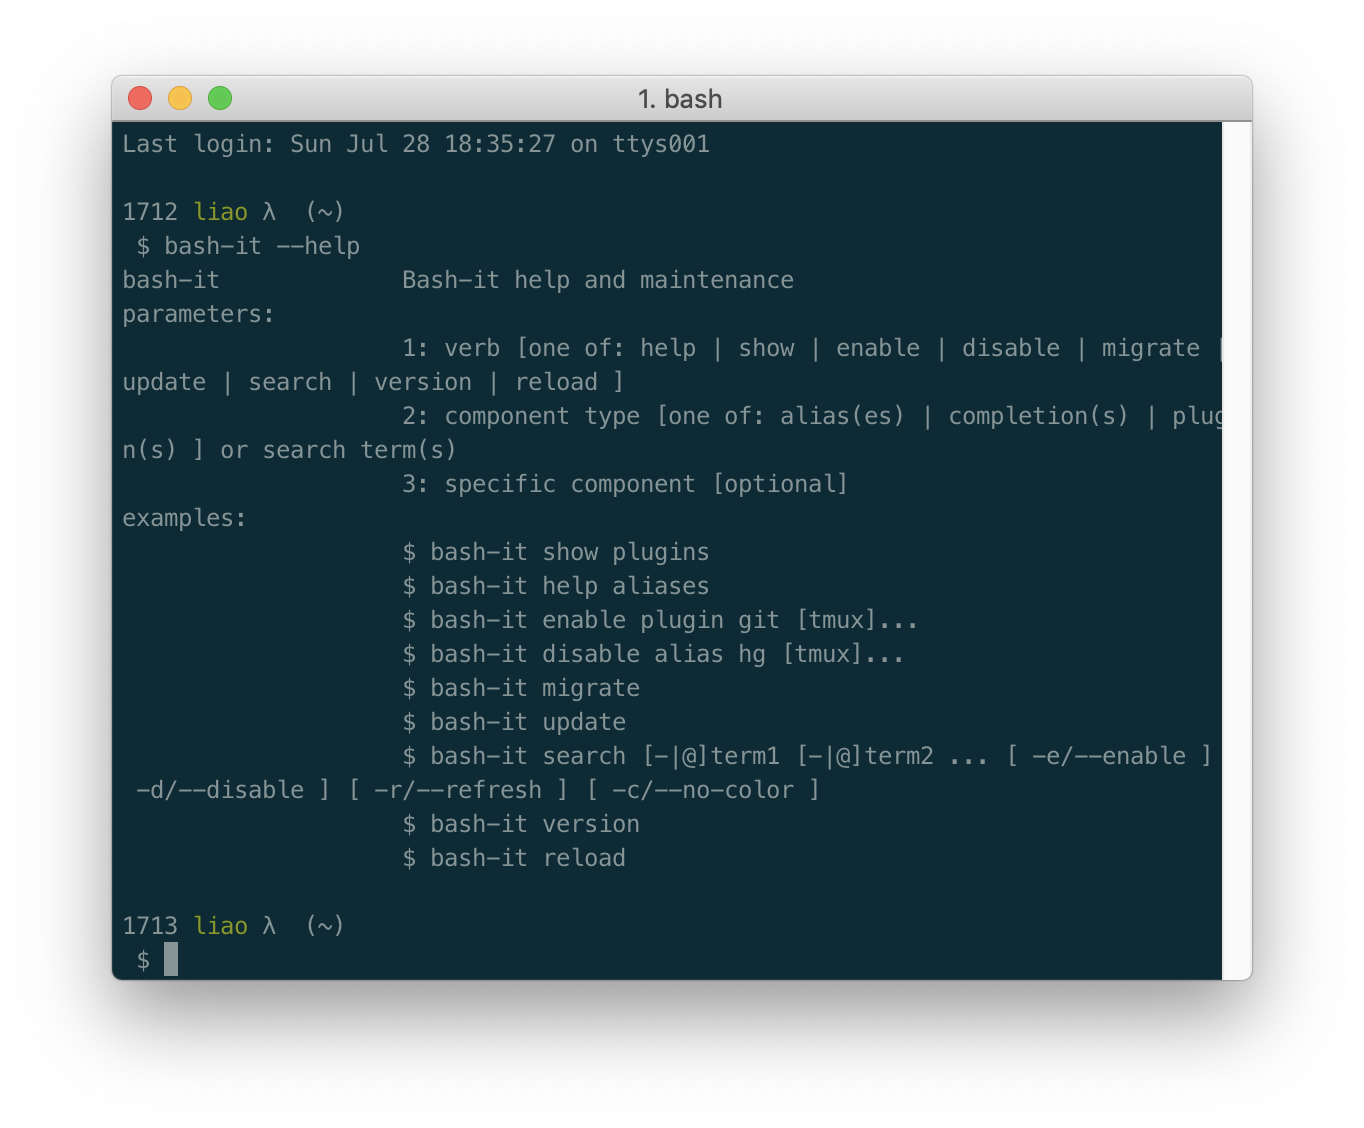 1. bash
Last login: Sun Jul 28 18:35:27 on ttys001
1712 liao λ  (~)
 $ bash-it --help
bash-it             Bash-it help and maintenance
parameters:
                    1: verb [one of: help | show | enable | disable | migrate |
update | search | version | reload ]
                    2: component type [one of: alias(es) | completion(s) | plug
n(s) ] or search term(s)
                    3: specific component [optional]
examples:
                    $ bash-it show plugins
                    $ bash-it help aliases
                    $ bash-it enable plugin git [tmux]...
                    $ bash-it disable alias hg [tmux]...
                    $ bash-it migrate
                    $ bash-it update
                    $ bash-it search [-|@]term1 [-|@]term2 ... [ -e/--enable ]
 -d/--disable ] [ -r/--refresh ] [ -c/--no-color ]
                    $ bash-it version
                    $ bash-it reload
1713 liao λ  (~)
 $